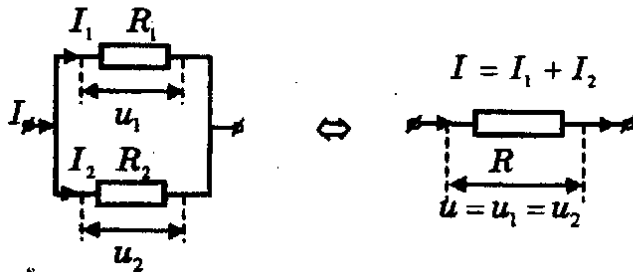 I₁ R₁
u₁
I
I₂ R₂
u₂
⇔
I = I₁ + I₂
R
u = u₁ = u₂